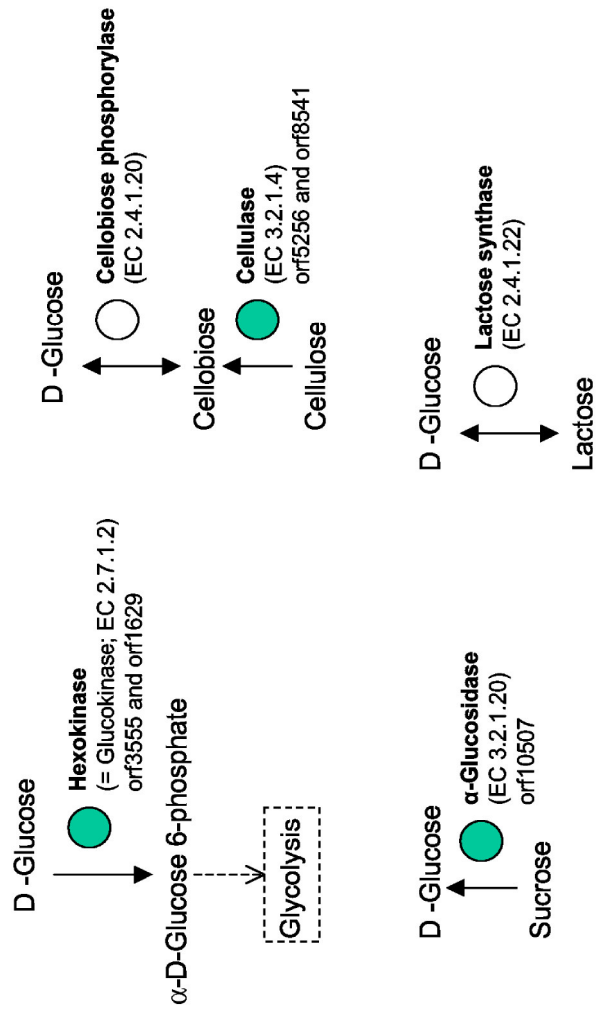 D -Glucose
Hexokinase
(= Glucokinase; EC 2.7.1.2)
orf3555 and orf1629
α-D-Glucose 6-phosphate
Glycolysis
D -Glucose
Cellobiose phosphorylase
(EC 2.4.1.20)
Cellobiose
Cellulase
(EC 3.2.1.4)
orf5256 and orf8541
Cellulose
D -Glucose
α-Glucosidase
(EC 3.2.1.20)
orf10507
Sucrose
D -Glucose
Lactose synthase
(EC 2.4.1.22)
Lactose